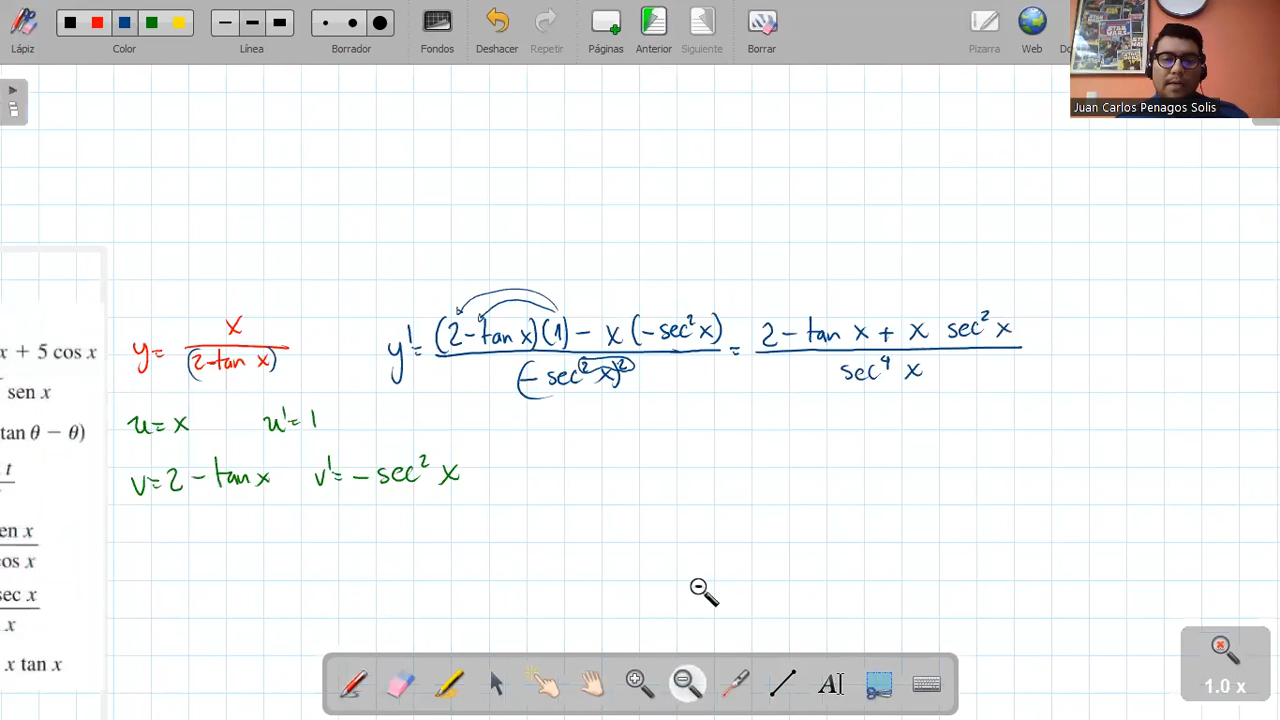 Lápiz Color Línea Borrador Fondos Deshacer Repetir Páginas Anterior Siguiente Borrar Pizarra Web
Juan Carlos Penagos Solis
x + 5 cos x
sen x
tan θ − θ)
t
en x
os x
sec x
x
x tan x
y = x / (2-tan x)
y' = (2-tan x)(1) - x(-sec² x) / (-sec² x)² = 2 - tan x + x sec² x / sec⁴ x
u = x u' = 1
v = 2 - tan x v' = - sec² x
1.0 x